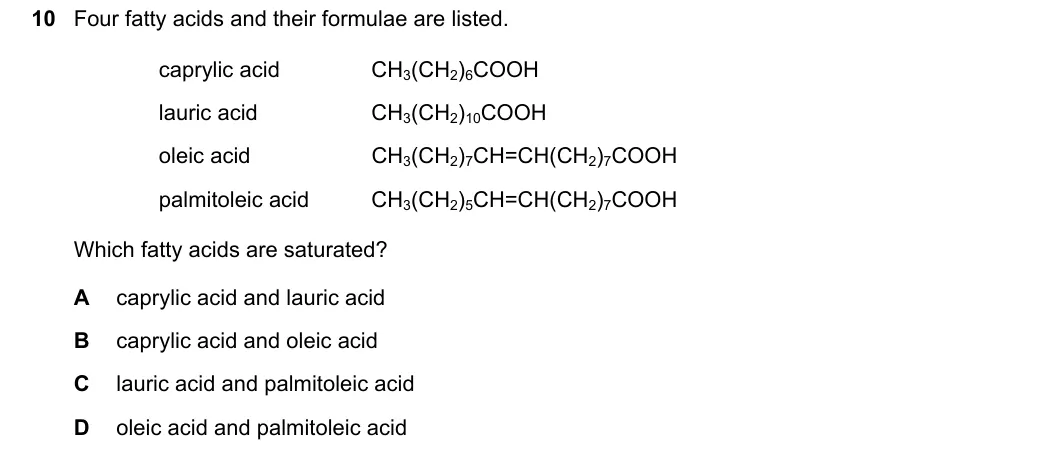 10 Four fatty acids and their formulae are listed.
caprylic acid CH₃(CH₂)₆COOH
lauric acid CH₃(CH₂)₁₀COOH
oleic acid CH₃(CH₂)₇CH=CH(CH₂)₇COOH
palmitoleic acid CH₃(CH₂)₅CH=CH(CH₂)₇COOH
Which fatty acids are saturated?
A caprylic acid and lauric acid
B caprylic acid and oleic acid
C lauric acid and palmitoleic acid
D oleic acid and palmitoleic acid